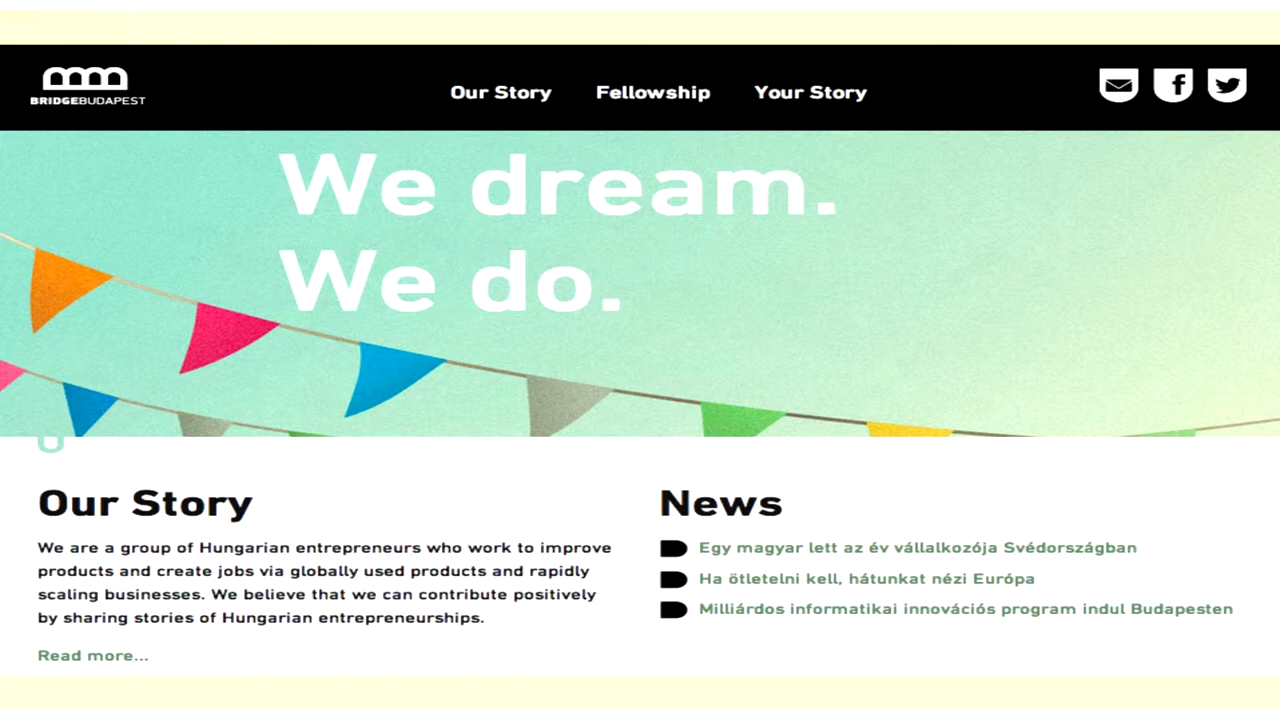 BRIDGEBUDAPEST
Our Story
Fellowship
Your Story
We dream.
We do.
Our Story
We are a group of Hungarian entrepreneurs who work to improve
products and create jobs via globally used products and rapidly
scaling businesses. We believe that we can contribute positively
by sharing stories of Hungarian entrepreneurships.
Read more...
News
Egy magyar lett az év vállalkozója Svédországban
Ha ötletelni kell, hátunkat nézi Európa
Milliárdos informatikai innovációs program indul Budapesten